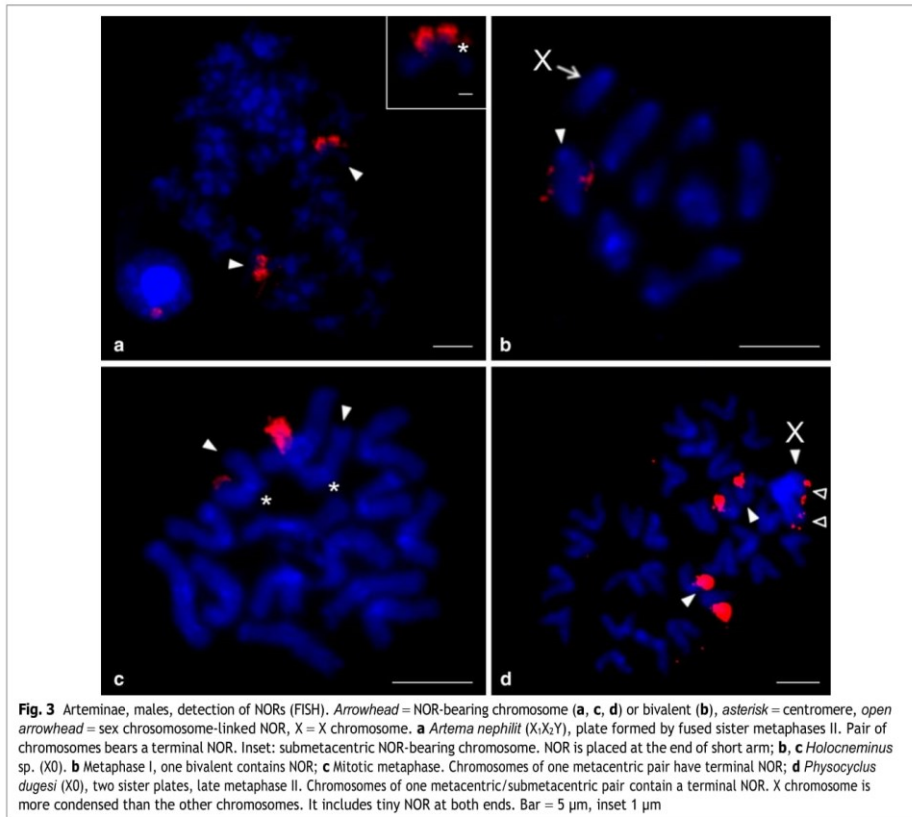 *
X
a
b
X
* *
c
d
Fig. 3 Arteminae, males, detection of NORs (FISH). Arrowhead = NOR-bearing chromosome (a, c, d) or bivalent (b), asterisk = centromere, open
arrowhead = sex chrosomosome-linked NOR, X = X chromosome. a Artema nephilit (X₁X₂Y), plate formed by fused sister metaphases II. Pair of
chromosomes bears a terminal NOR. Inset: submetacentric NOR-bearing chromosome. NOR is placed at the end of short arm; b, c Holocneminus
sp. (X0). b Metaphase I, one bivalent contains NOR; c Mitotic metaphase. Chromosomes of one metacentric pair have terminal NOR; d Physocyclus
dugesi (X0), two sister plates, late metaphase II. Chromosomes of one metacentric/submetacentric pair contain a terminal NOR. X chromosome is
more condensed than the other chromosomes. It includes tiny NOR at both ends. Bar = 5 μm, inset 1 μm